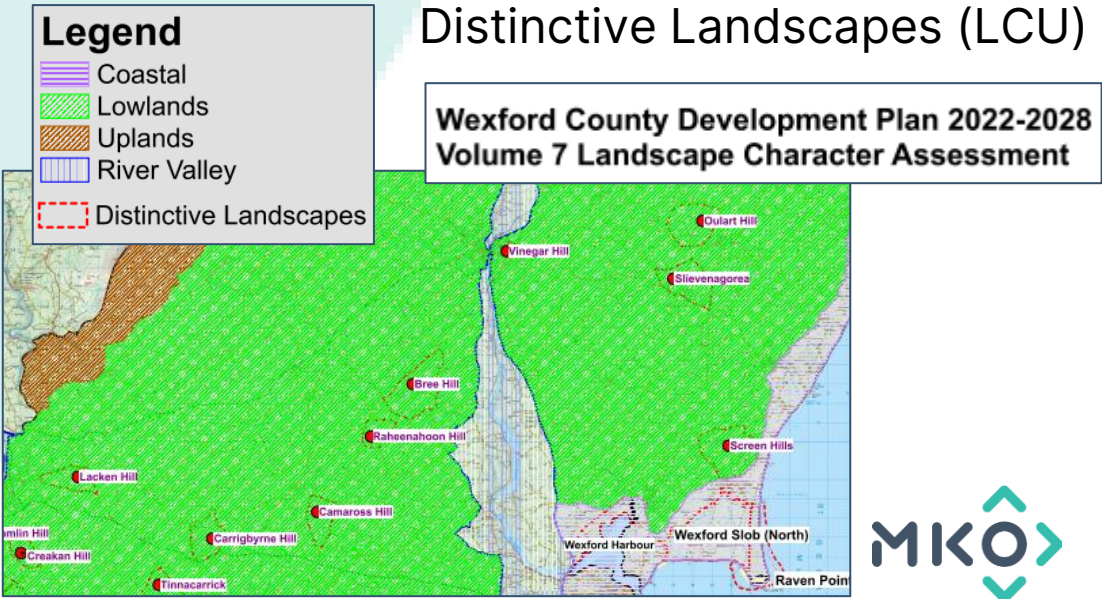 Distinctive Landscapes (LCU)
Legend
Coastal
Lowlands
Uplands
River Valley
Distinctive Landscapes
Wexford County Development Plan 2022-2028
Volume 7 Landscape Character Assessment
Oulart Hill
Vinegar Hill
Slievenagorea
Bree Hill
Raheenahoon Hill
Screen Hills
Lacken Hill
Camaross Hill
Carrigbyrne Hill
mlin Hill
Creakan Hill
Tinnacarrick
Wexford Harbour
Wexford Slob (North)
Raven Point
MKO